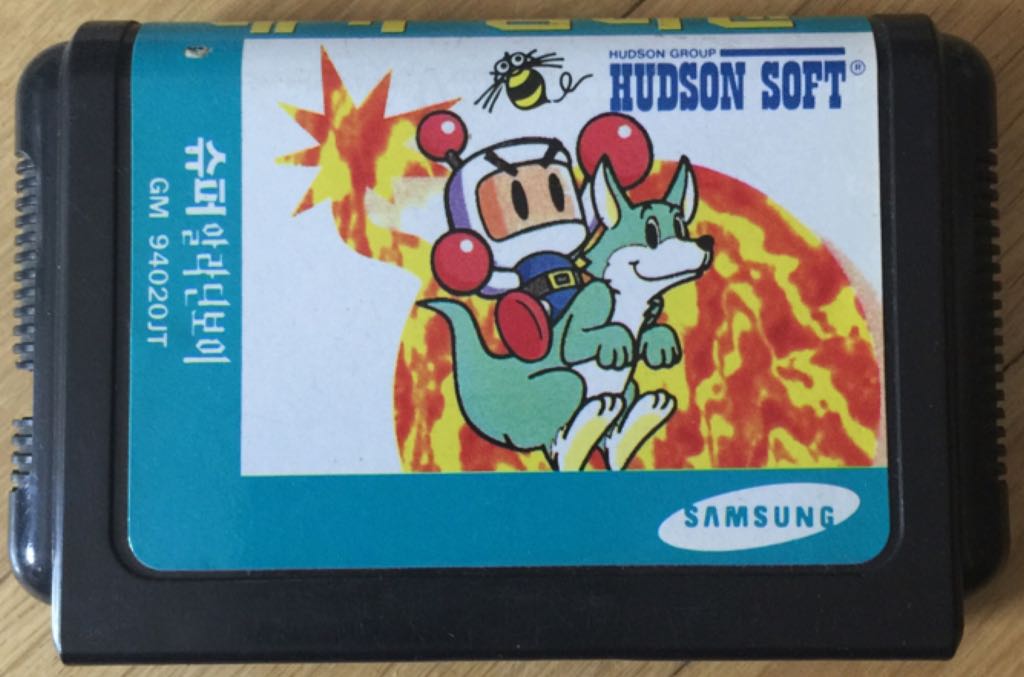 HUDSON GROUP
HUDSON SOFT®
슈퍼알라딘보이
GM 94020JT
SAMSUNG